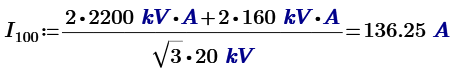 I₁₀₀ := (2•2200 kV•A + 2•160 kV•A) / (√3•20 kV) = 136.25 A